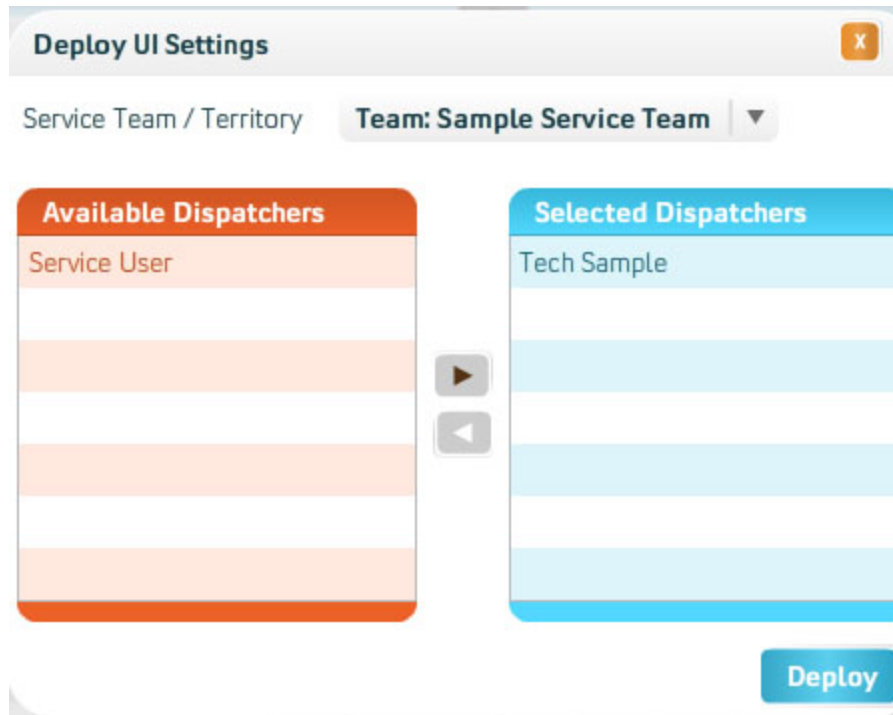 Deploy UI Settings
X
Service Team / Territory
Team: Sample Service Team
Available Dispatchers
Selected Dispatchers
Service User
Tech Sample
Deploy